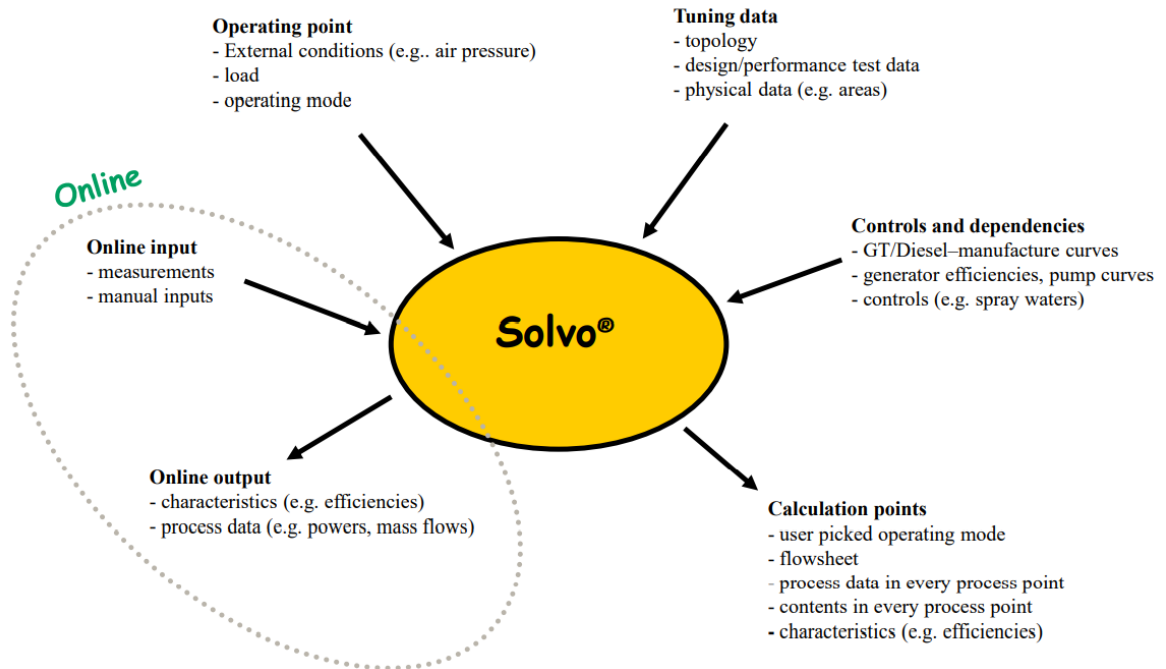 Operating point
- External conditions (e.g.. air pressure)
- load
- operating mode
Tuning data
- topology
- design/performance test data
- physical data (e.g. areas)
Online
Online input
- measurements
- manual inputs
Controls and dependencies
- GT/Diesel–manufacture curves
- generator efficiencies, pump curves
- controls (e.g. spray waters)
Solvo®
Online output
- characteristics (e.g. efficiencies)
- process data (e.g. powers, mass flows)
Calculation points
- user picked operating mode
- flowsheet
- process data in every process point
- contents in every process point
- characteristics (e.g. efficiencies)